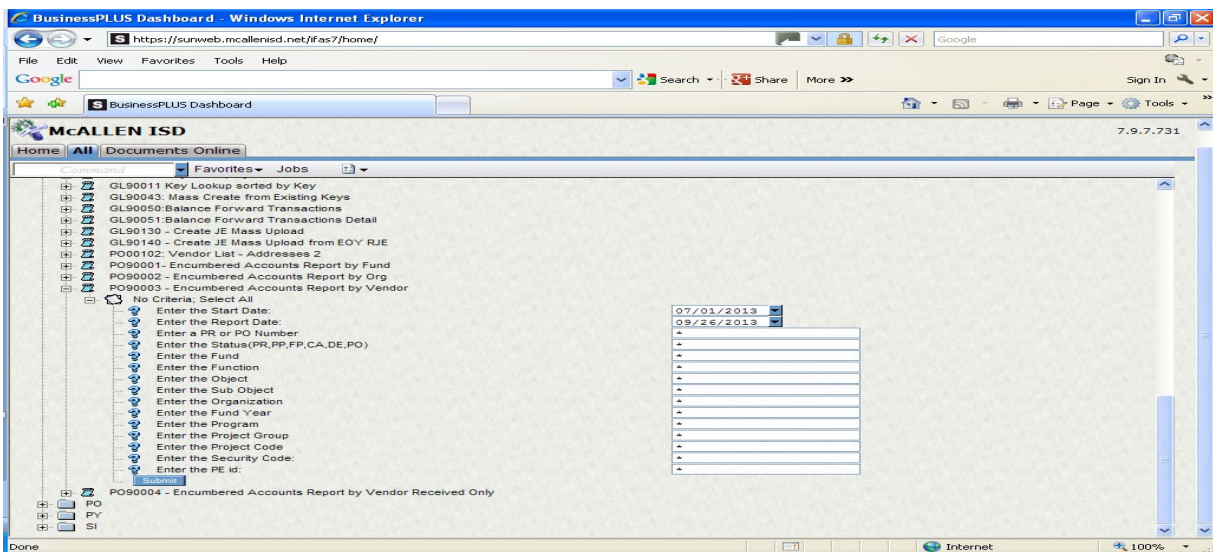 BusinessPLUS Dashboard - Windows Internet Explorer
https://sunweb.mcallenisd.net/ifas7/home/
Google
File Edit View Favorites Tools Help
Google Search Share More >> Sign In
BusinessPLUS Dashboard Page Tools
McALLEN ISD 7.9.7.731
Home All Documents Online
Command Favorites Jobs
GL90011 Key Lookup sorted by Key
GL90043: Mass Create from Existing Keys
GL90050:Balance Forward Transactions
GL90051:Balance Forward Transactions Detail
GL90130 - Create JE Mass Upload
GL90140 - Create JE Mass Upload from EOY RJE
PO00102: Vendor List - Addresses 2
PO90001- Encumbered Accounts Report by Fund
PO90002 - Encumbered Accounts Report by Org
PO90003 - Encumbered Accounts Report by Vendor
No Criteria; Select All
Enter the Start Date: 07/01/2013
Enter the Report Date: 09/26/2013
Enter a PR or PO Number *
Enter the Status(PR,PP,FP,CA,DE,PO) *
Enter the Fund *
Enter the Function *
Enter the Object *
Enter the Sub Object *
Enter the Organization *
Enter the Fund Year *
Enter the Program *
Enter the Project Group *
Enter the Project Code *
Enter the Security Code: *
Enter the PE id: *
Submit
PO90004 - Encumbered Accounts Report by Vendor Received Only
PO
PY
SI
Done Internet 100%